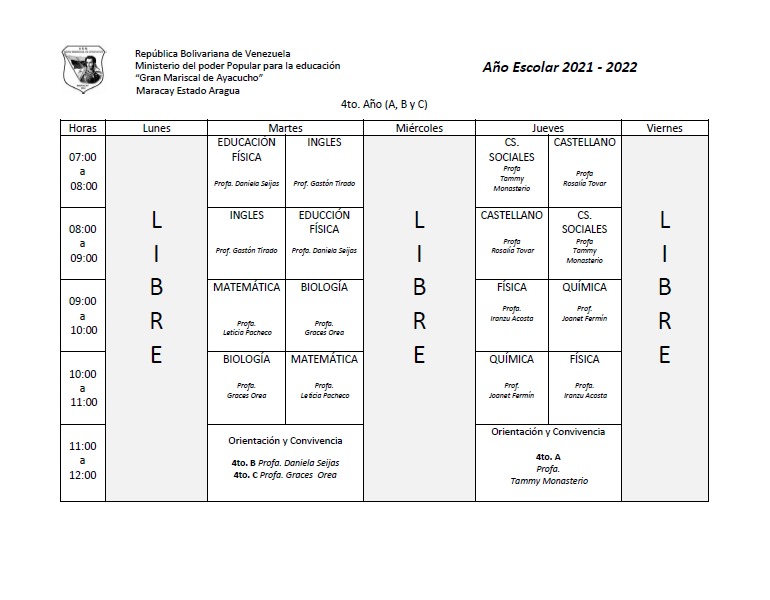 República Bolivariana de Venezuela
Ministerio del poder Popular para la educación
“Gran Mariscal de Ayacucho”
Maracay Estado Aragua
Año Escolar 2021 - 2022
4to. Año (A, B y C)
Horas Lunes Martes Miércoles Jueves Viernes
07:00
a
08:00
EDUCACIÓN
FÍSICA
Profa. Daniela Seijas
INGLES
Prof. Gastón Tirado
CS.
SOCIALES
Profa
Tammy
Monasterio
CASTELLANO
Profa
Rosalía Tovar
08:00
a
09:00
INGLES
Prof. Gastón Tirado
EDUCCIÓN
FÍSICA
Profa. Daniela Seijas
CASTELLANO
Profa
Rosalía Tovar
CS.
SOCIALES
Profa
Tammy
Monasterio
09:00
a
10:00
MATEMÁTICA
Profa.
Leticia Pacheco
BIOLOGÍA
Profa.
Graces Orea
FÍSICA
Profa.
Iranzu Acosta
QUÍMICA
Prof.
Joanet Fermín
10:00
a
11:00
BIOLOGÍA
Profa.
Graces Orea
MATEMÁTICA
Profa.
Leticia Pacheco
QUÍMICA
Prof.
Joanet Fermín
FÍSICA
Profa.
Iranzu Acosta
11:00
a
12:00
Orientación y Convivencia
4to. B Profa. Daniela Seijas
4to. C Profa. Graces Orea
Orientación y Convivencia
4to. A
Profa.
Tammy Monasterio
L
I
B
R
E
L
I
B
R
E
L
I
B
R
E